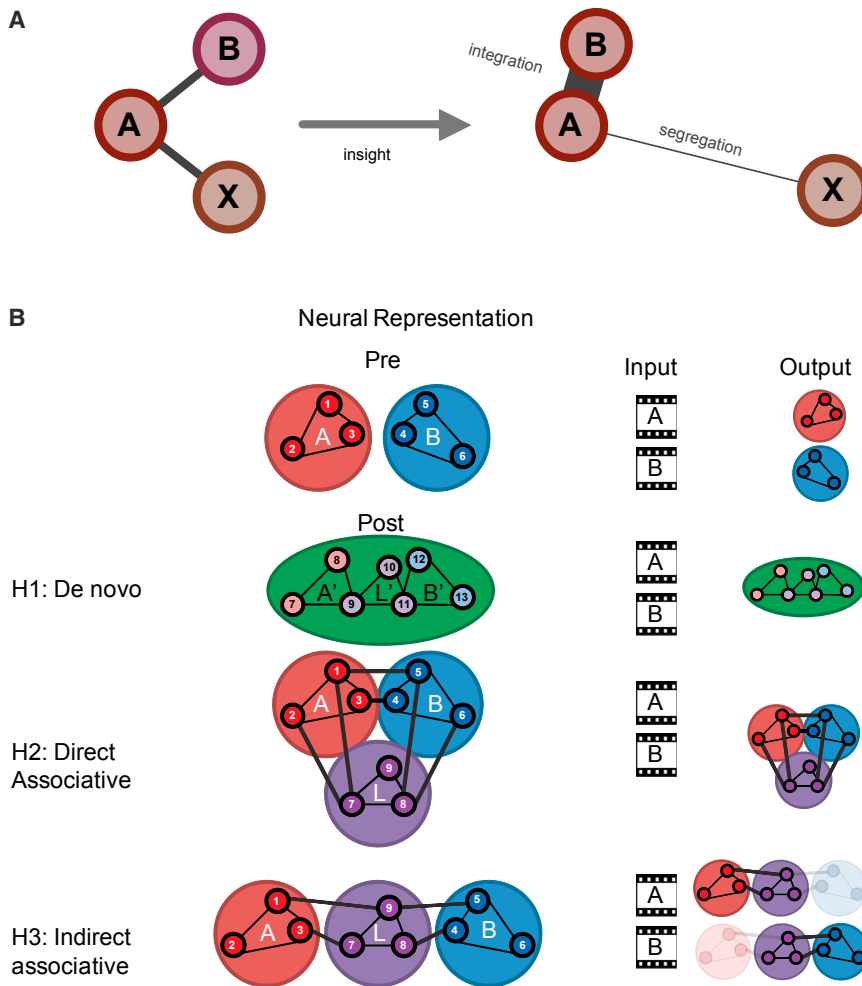 A
B
A
X
insight
integration
B
A
segregation
X
B
Neural Representation
Pre
Input
Output
1
2
3
A
5
4
B
6
A
B
Post
H1: De novo
8
10
12
7
A’
9
L’
11
B’
13
A
B
H2: Direct
Associative
1
5
2
A
3
4
B
6
9
7
L
8
A
B
H3: Indirect
associative
1
9
5
2
A
3
7
L
8
4
B
6
A
B